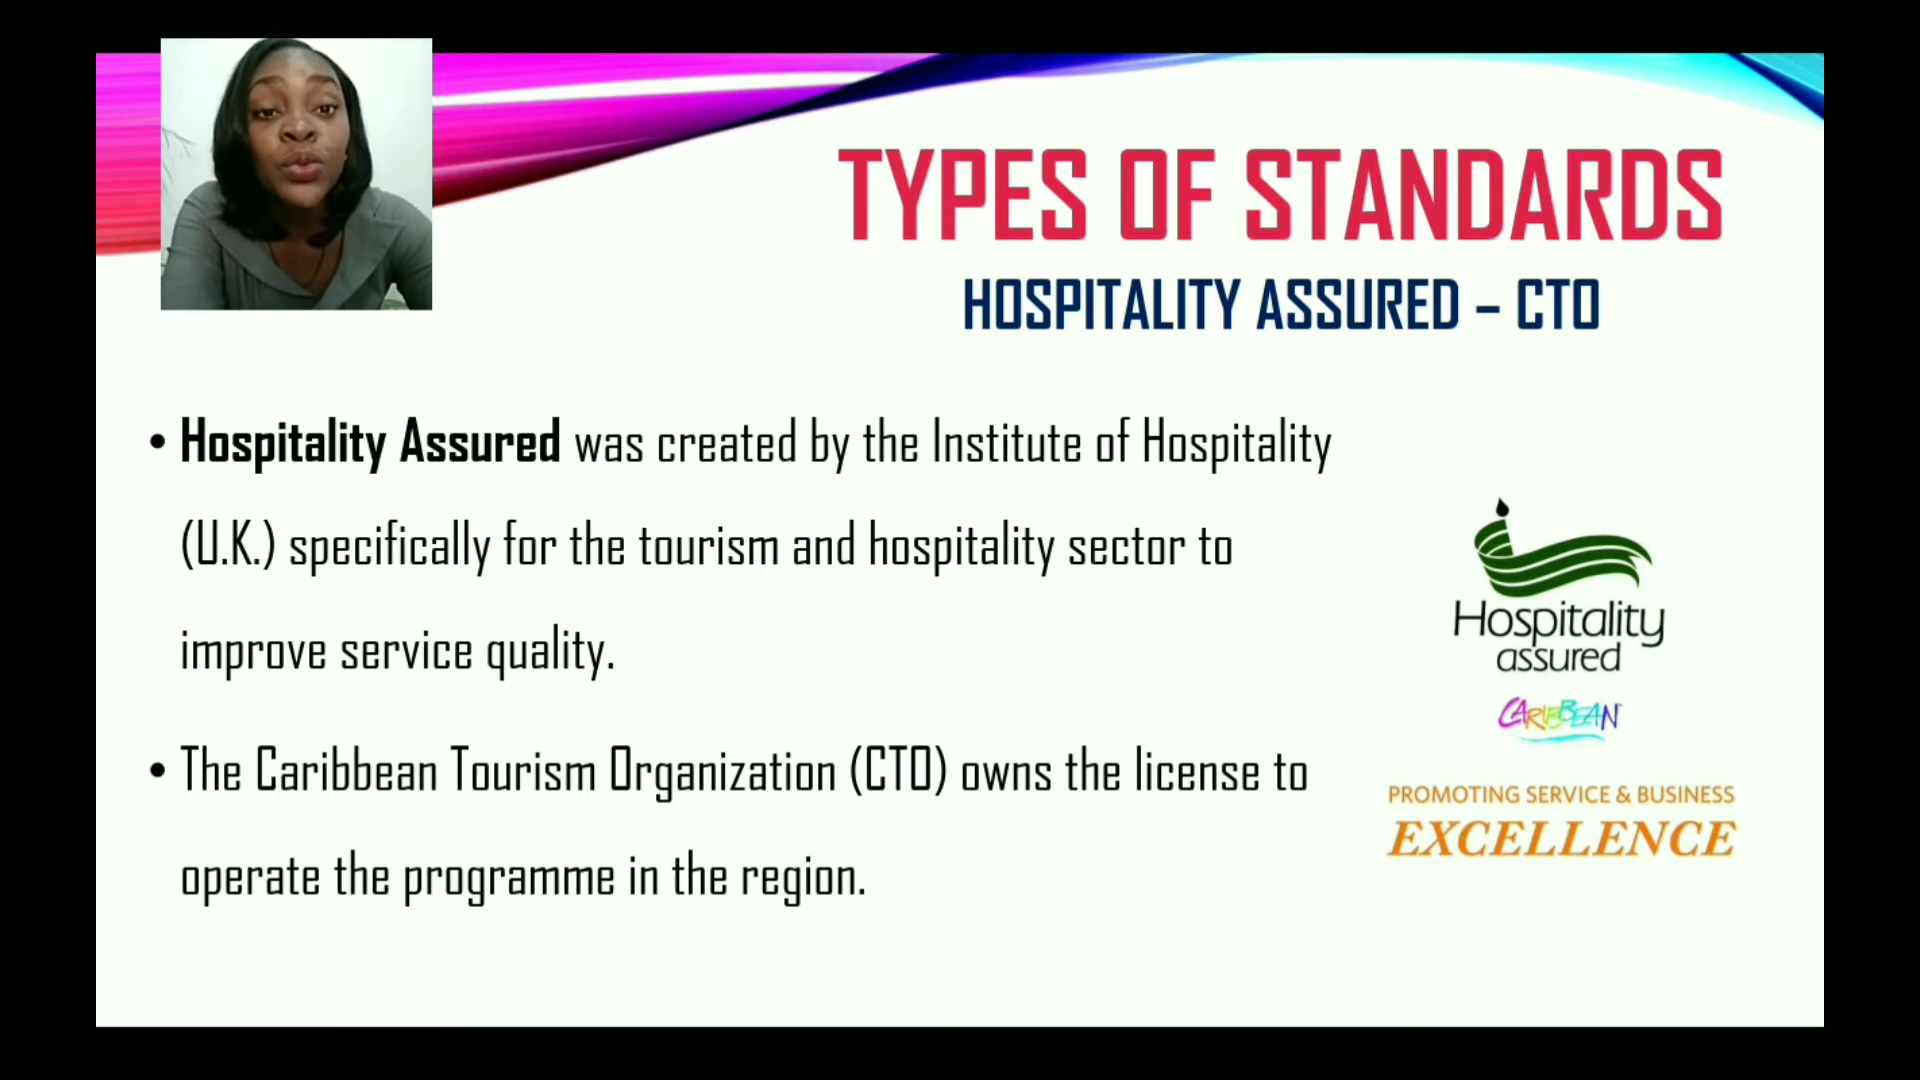 TYPES OF STANDARDS
HOSPITALITY ASSURED – CTO
• Hospitality Assured was created by the Institute of Hospitality
(U.K.) specifically for the tourism and hospitality sector to
improve service quality.
• The Caribbean Tourism Organization (CTO) owns the license to
operate the programme in the region.
Hospitality
assured
CARIBBEAN
PROMOTING SERVICE & BUSINESS
EXCELLENCE